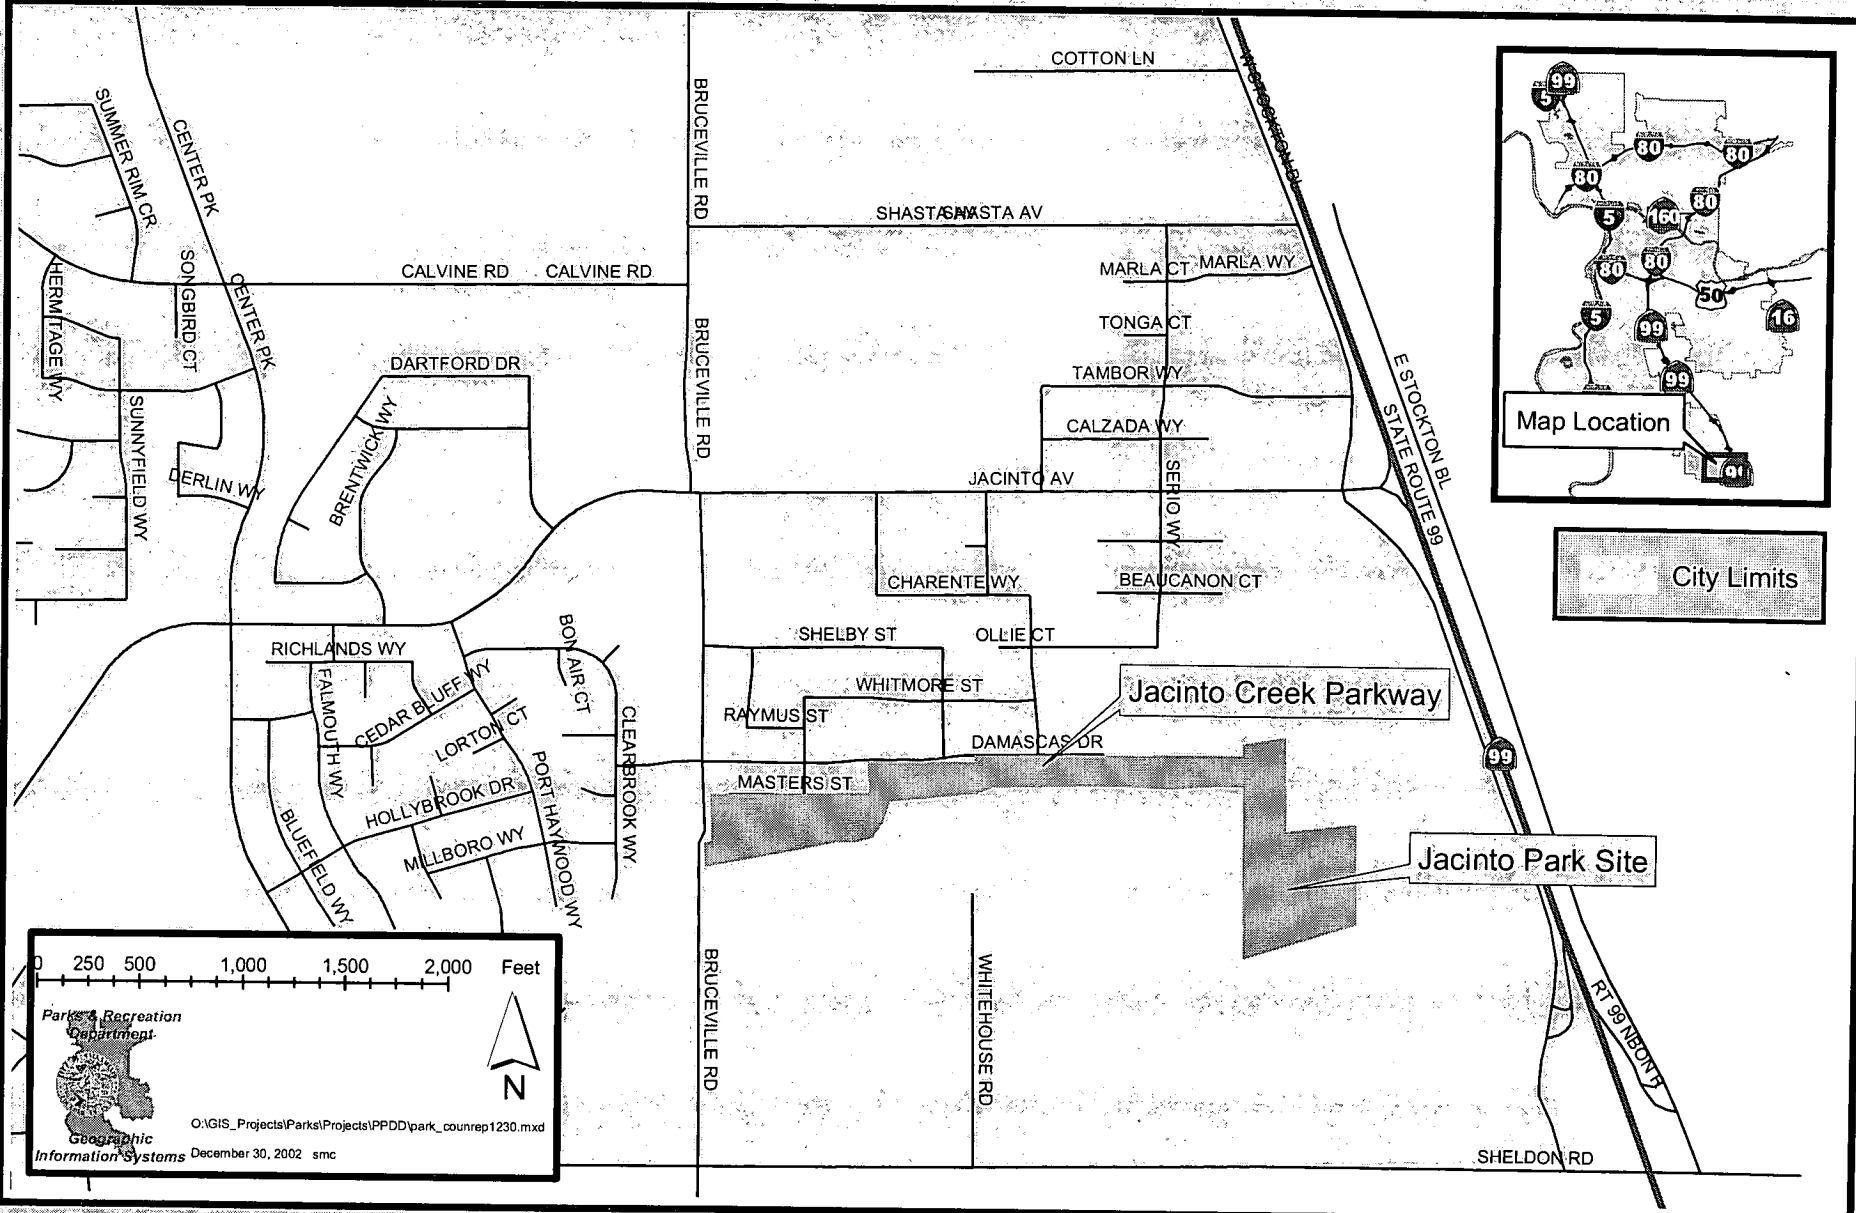 COTTON LN
N STOCKTON BL
SUMMER RIM CR
CENTER PK
BRUCEVILLE RD
SHASTA AV
SHASTA AV
HERMITAGE WY
SONGBIRD CT
CENTER PK
CALVINE RD
CALVINE RD
MARLA CT
MARLA WY
TONGA CT
BRUCEVILLE RD
DARTFORD DR
TAMBOR WY
E STOCKTON BL
STATE ROUTE 99
SUNNYFIELD WY
BRENTWICK WY
CALZADA WY
DERLIN WY
JACINTO AV
SERIO WY
CHARENTE WY
BEAUCANON CT
RICHLANDS WY
BON AIR CT
SHELBY ST
OLLIE CT
FALMOUTH WY
CEDAR BLUFF WY
LORTON CT
CLEARBROOK WY
WHITMORE ST
RAYMUS ST
Jacinto Creek Parkway
DAMASCAS DR
PORT HAYWOOD WY
MASTERS ST
HOLLYBROOK DR
BLUEFIELD WY
MILLBORO WY
99
Jacinto Park Site
BRUCEVILLE RD
WHITEHOUSE RD
RT 99 NBON H
SHELDON RD
99
5
80
80
80
80
5
160
80
80
50
5
99
16
99
Map Location
City Limits
0 250 500 1,000 1,500 2,000 Feet
Parks & Recreation
Department
N
O:\GIS_Projects\Parks\Projects\PPDD\park_counrep1230.mxd
Geographic
Information Systems
December 30, 2002 smc